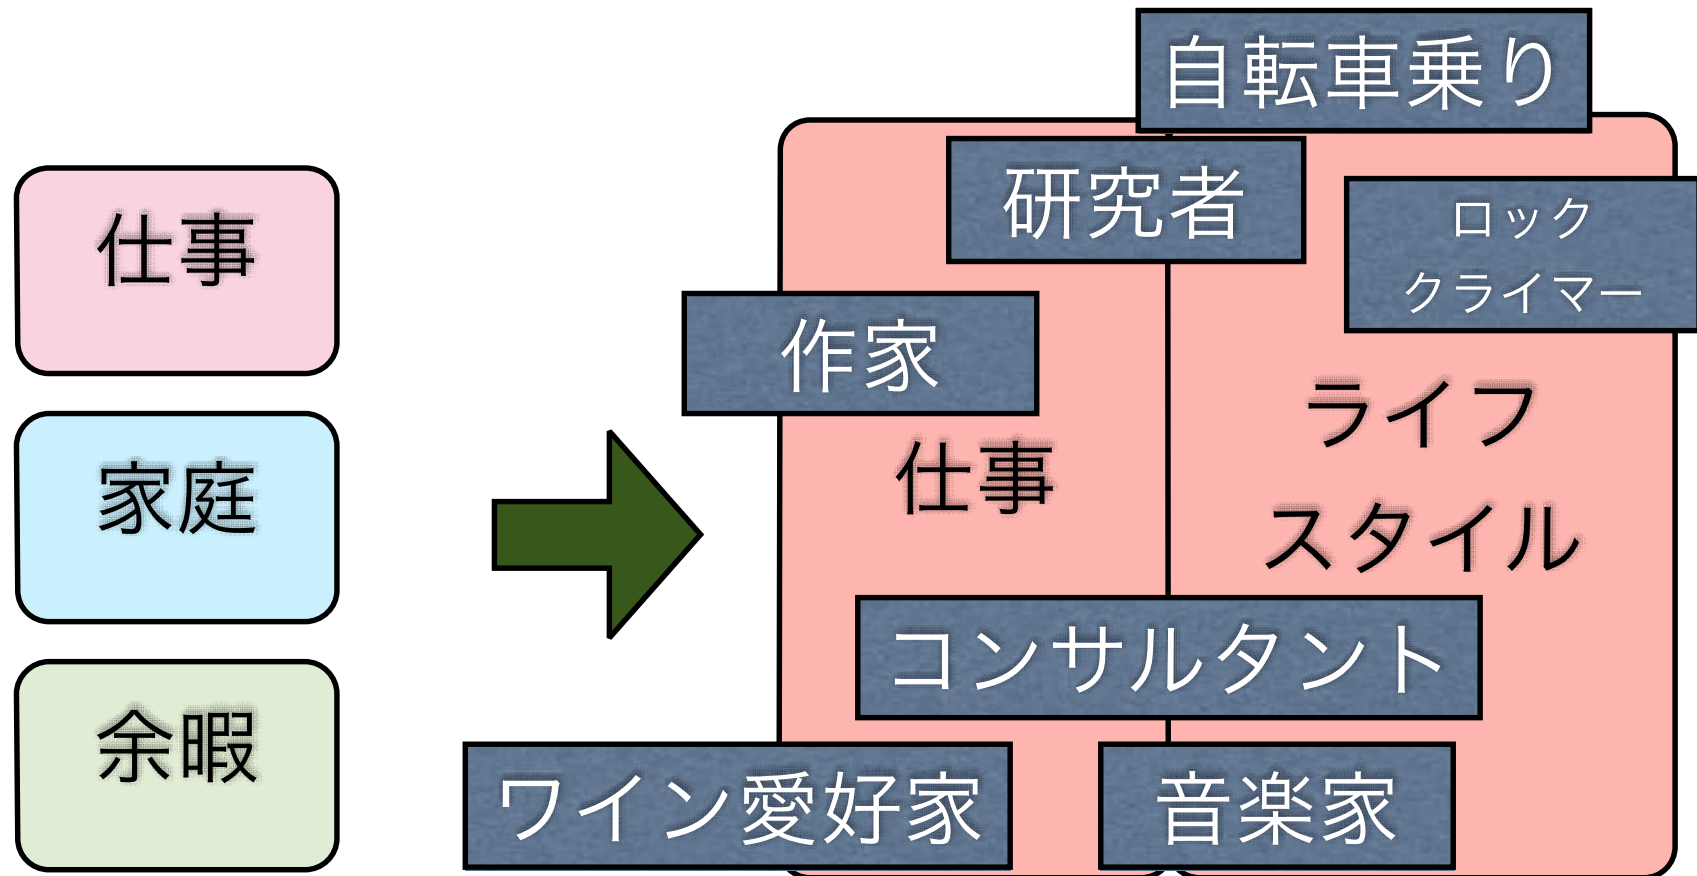 仕事
家庭
余暇
自転車乗り
研究者
ロック
クライマー
作家
仕事
ライフ
スタイル
コンサルタント
ワイン愛好家
音楽家